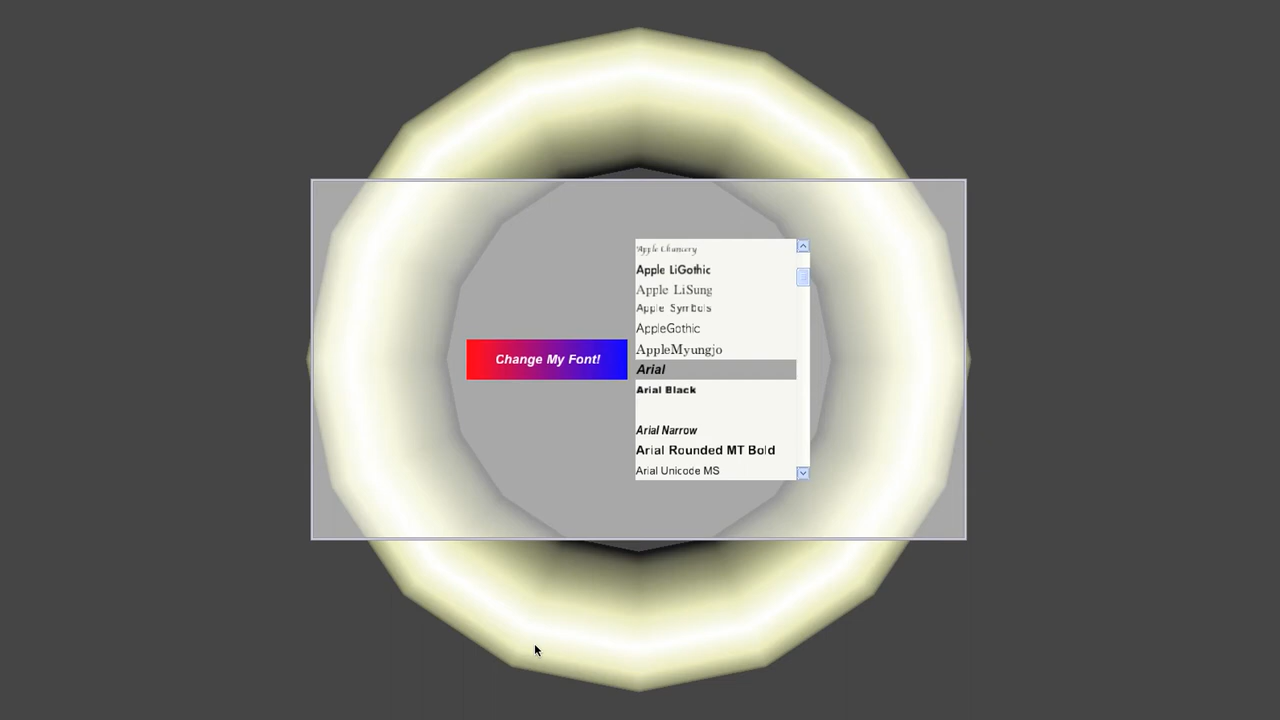 Apple Chancery
Apple LiGothic
Apple LiSung
Apple Symbols
AppleGothic
AppleMyungjo
Change My Font!
Arial
Arial Black
Arial Narrow
Arial Rounded MT Bold
Arial Unicode MS